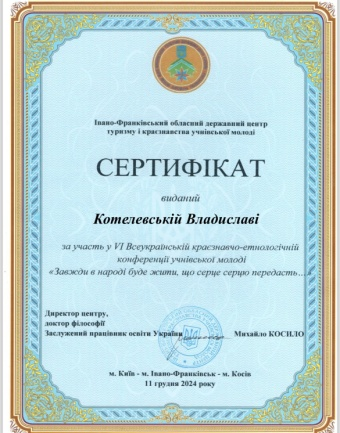 Івано-Франківський обласний державний центр
туризму і краєзнавства учнівської молоді
СЕРТИФІКАТ
виданий
Котелевській Владиславі
за участь у VI Всеукраїнській краєзнавчо-етнологічній
конференції учнівської молоді
«Завжди в народі буде жити, що серце серцю передасть…»
Директор центру,
доктор філософії
Заслужений працівник освіти України Михайло КОСИЛО
м. Київ - м. Івано-Франківськ - м. Косів
11 грудня 2024 року